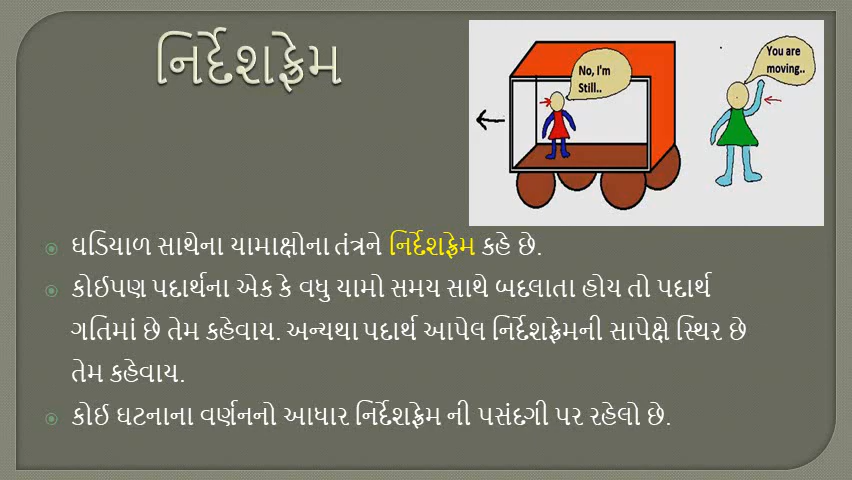 નિર્દેશફ્રેમ
No, I'm
Still..
You are
moving..
ઘડિયાળ સાથેના યામાક્ષોના તંત્રને નિર્દેશફ્રેમ કહે છે.
કોઈપણ પદાર્થના એક કે વધુ યામો સમય સાથે બદલાતા હોય તો પદાર્થ
ગતિમાં છે તેમ કહેવાય. અન્યથા પદાર્થ આપેલ નિર્દેશફ્રેમની સાપેક્ષે સ્થિર છે
તેમ કહેવાય.
કોઈ ઘટનાના વર્ણનનો આધાર નિર્દેશફ્રેમ ની પસંદગી પર રહેલો છે.